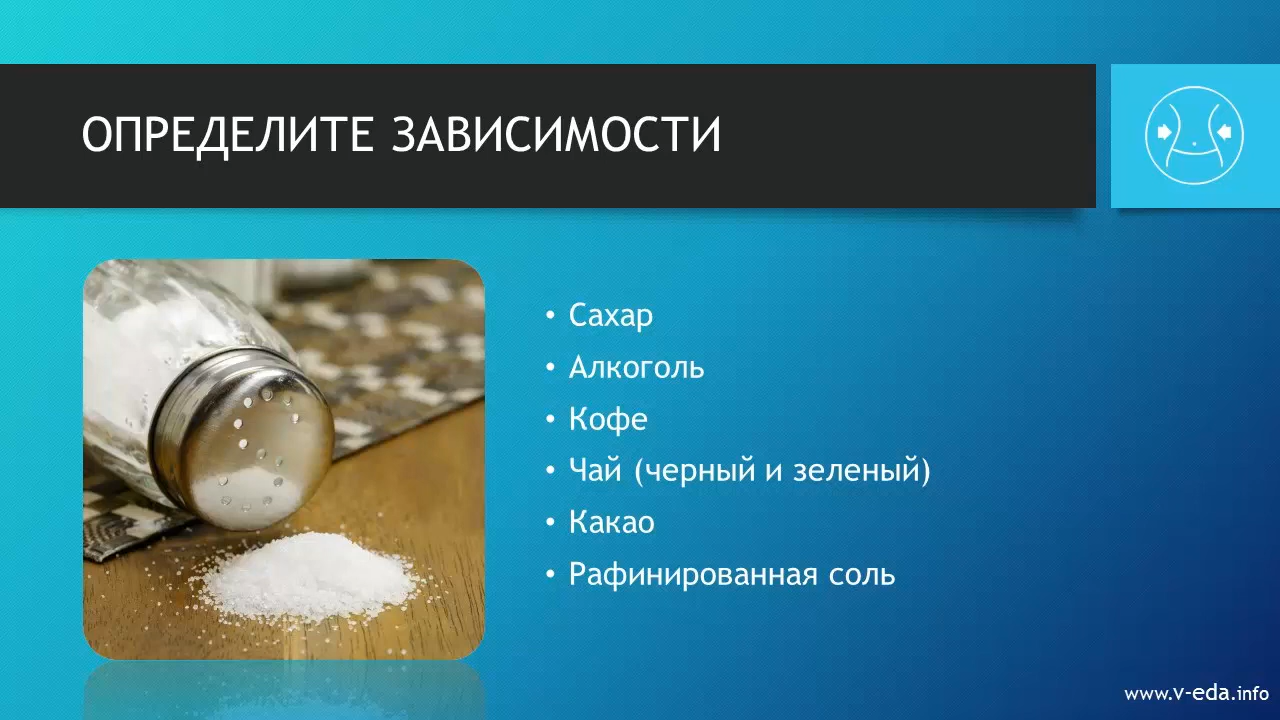 ОПРЕДЕЛИТЕ ЗАВИСИМОСТИ
• Сахар
• Алкоголь
• Кофе
• Чай (черный и зеленый)
• Какао
• Рафинированная соль
www.v-eda.info